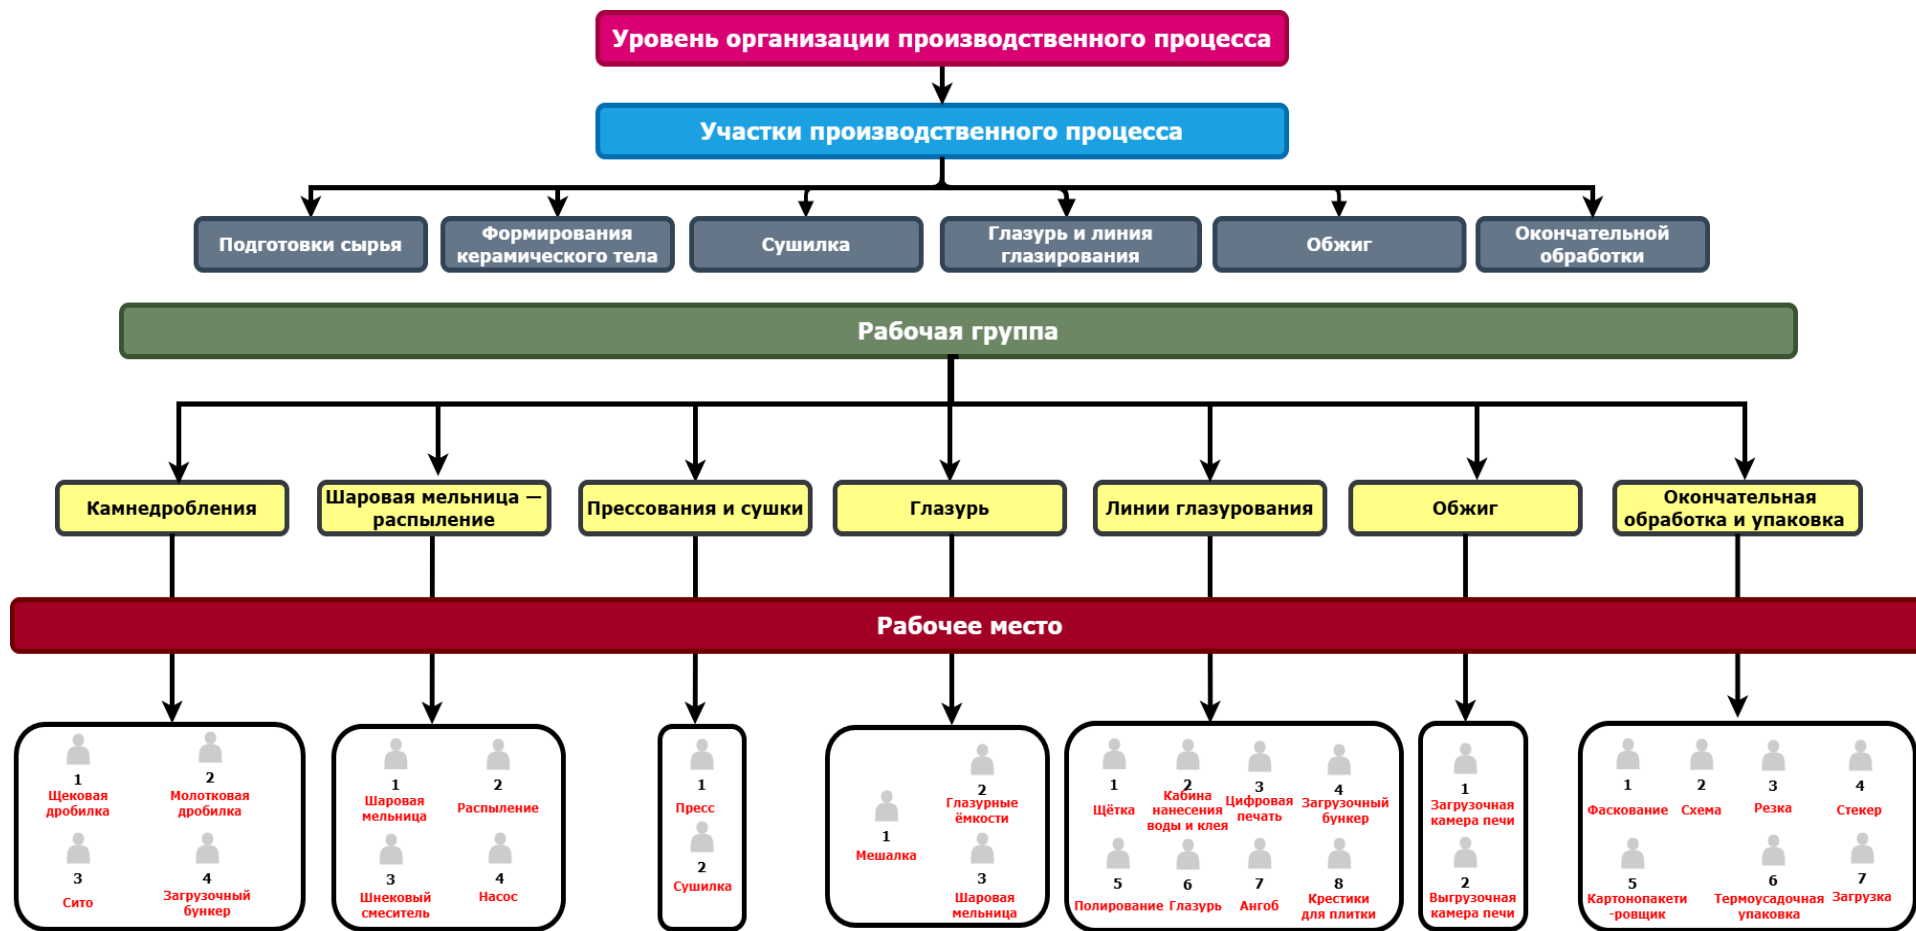 Уровень организации производственного процесса
Участки производственного процесса
Подготовки сырья
Формирования
керамического тела
Сушилка
Глазурь и линия
глазирования
Обжиг
Окончательной
обработки
Рабочая группа
Камнедробления
Шаровая мельница —
распыление
Прессования и сушки
Глазурь
Линии глазурования
Обжиг
Окончательная
обработка и упаковка
Рабочее место
1
Щековая
дробилка
2
Молотковая
дробилка
3
Сито
4
Загрузочный
бункер
1
Шаровая
мельница
2
Распыление
3
Шнековый
смеситель
4
Насос
1
Пресс
2
Сушилка
1
Мешалка
2
Глазурные
ёмкости
3
Шаровая
мельница
1
Щётка
2
Кабина
нанесения
воды и клея
3
Цифровая
печать
4
Загрузочный
бункер
5
Полирование
6
Глазурь
7
Ангоб
8
Крестики
для плитки
1
Загрузочная
камера печи
2
Выгрузочная
камера печи
1
Фаскование
2
Схема
3
Резка
4
Стекер
5
Картонопакети
-ровщик
6
Термоусадочная
упаковка
7
Загрузка